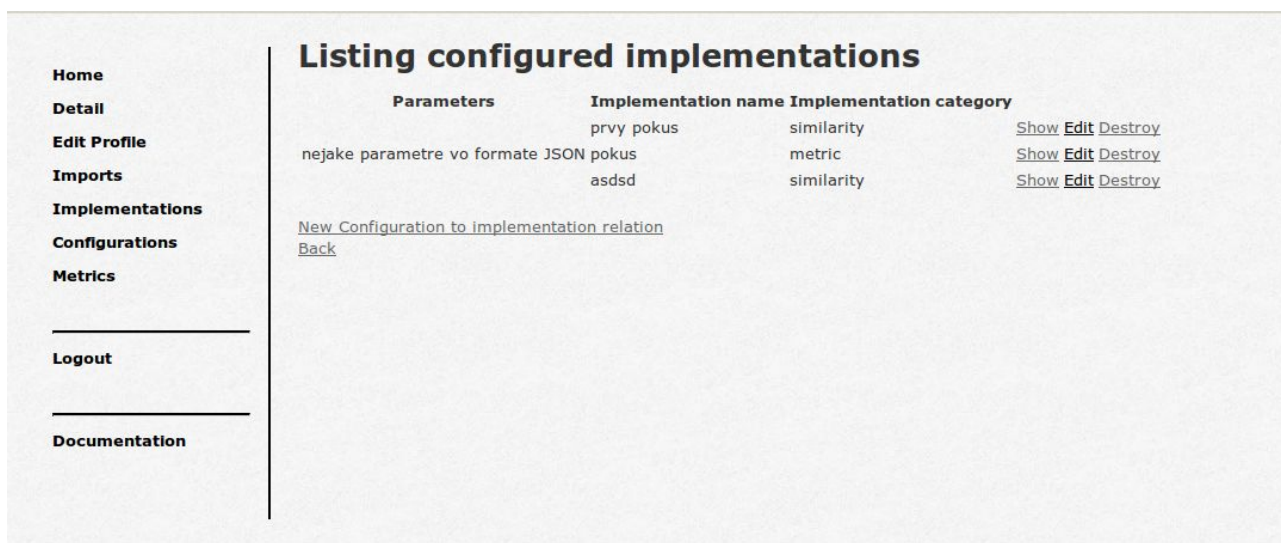 Home
Detail
Edit Profile
Imports
Implementations
Configurations
Metrics
Logout
Documentation
Listing configured implementations
Parameters Implementation name Implementation category
prvy pokus similarity Show Edit Destroy
nejake parametre vo formate JSON pokus metric Show Edit Destroy
asdsd similarity Show Edit Destroy
New Configuration to implementation relation
Back